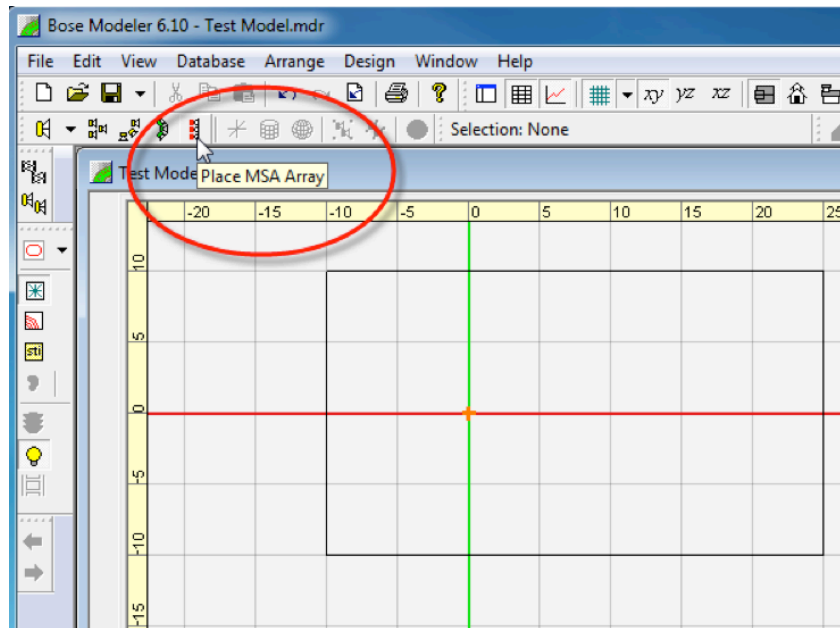 Bose Modeler 6.10 - Test Model.mdr
File Edit View Database Arrange Design Window Help
xy yz xz
Selection: None
Test Mode
Place MSA Array
-20 -15 -10 -5 0 5 10 15 20 25
10
5
sti
0
-5
-10
-15